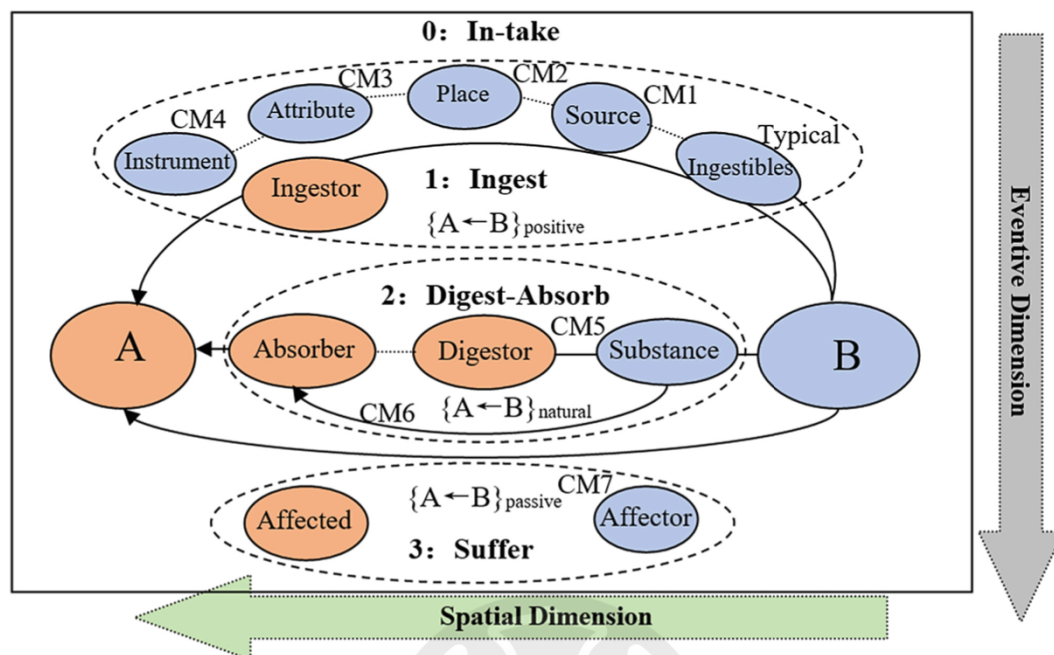 0: In-take
CM3
CM2
CM1
CM4
Attribute
Place
Source
Typical
Instrument
Ingestibles
Ingestor
1: Ingest
{A←B}positive
2: Digest-Absorb
CM5
A
Absorber
Digestor
Substance
B
CM6
{A←B}natural
{A←B}passive
CM7
Affected
Affector
3: Suffer
Eventive Dimension
Spatial Dimension